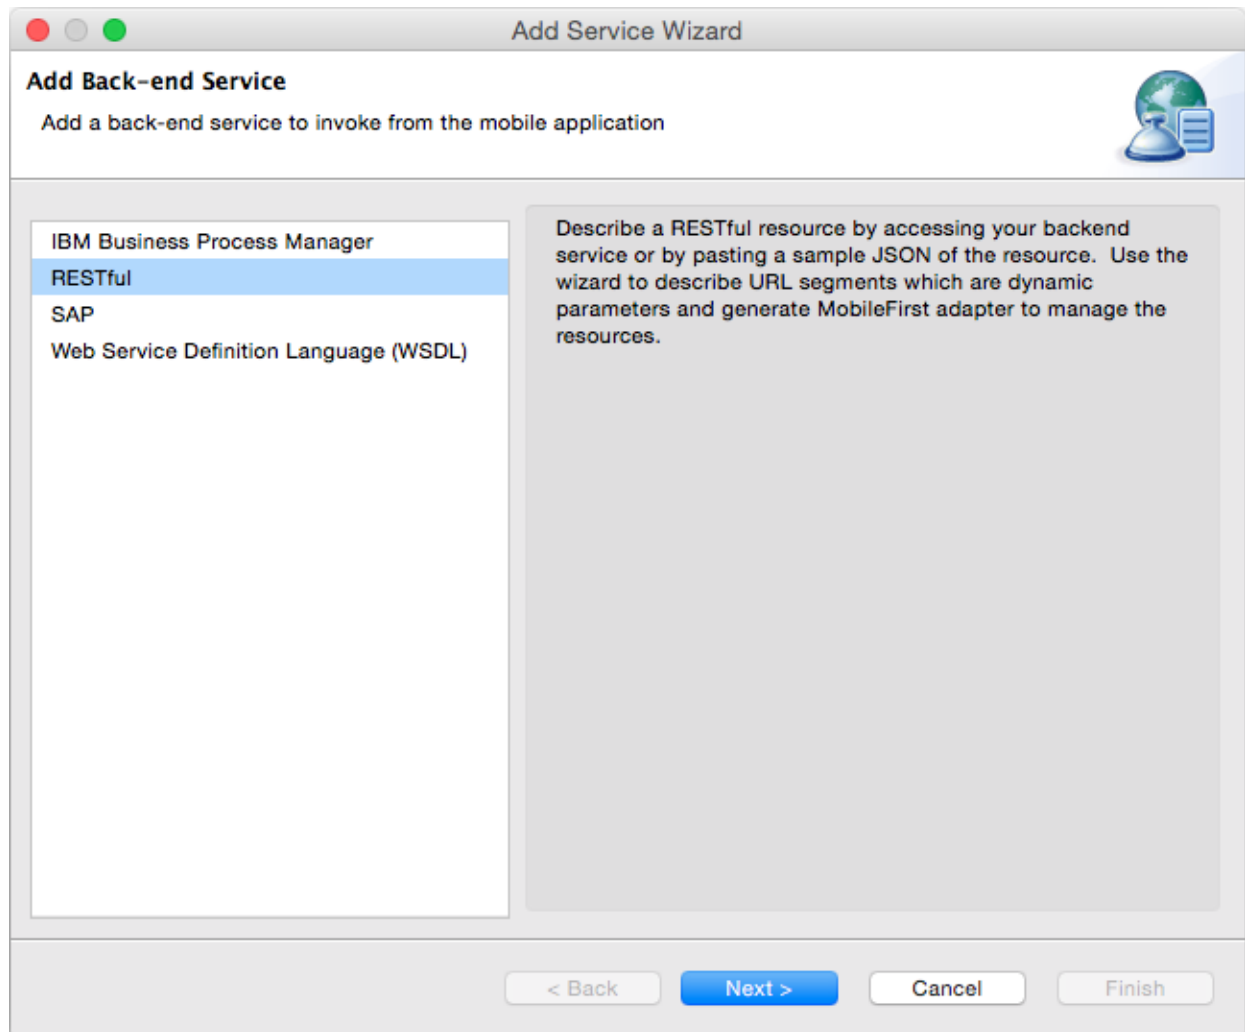 Add Service Wizard
Add Back-end Service
Add a back-end service to invoke from the mobile application
IBM Business Process Manager
RESTful
SAP
Web Service Definition Language (WSDL)
Describe a RESTful resource by accessing your backend
service or by pasting a sample JSON of the resource.  Use the
wizard to describe URL segments which are dynamic
parameters and generate MobileFirst adapter to manage the
resources.
< Back
Next >
Cancel
Finish